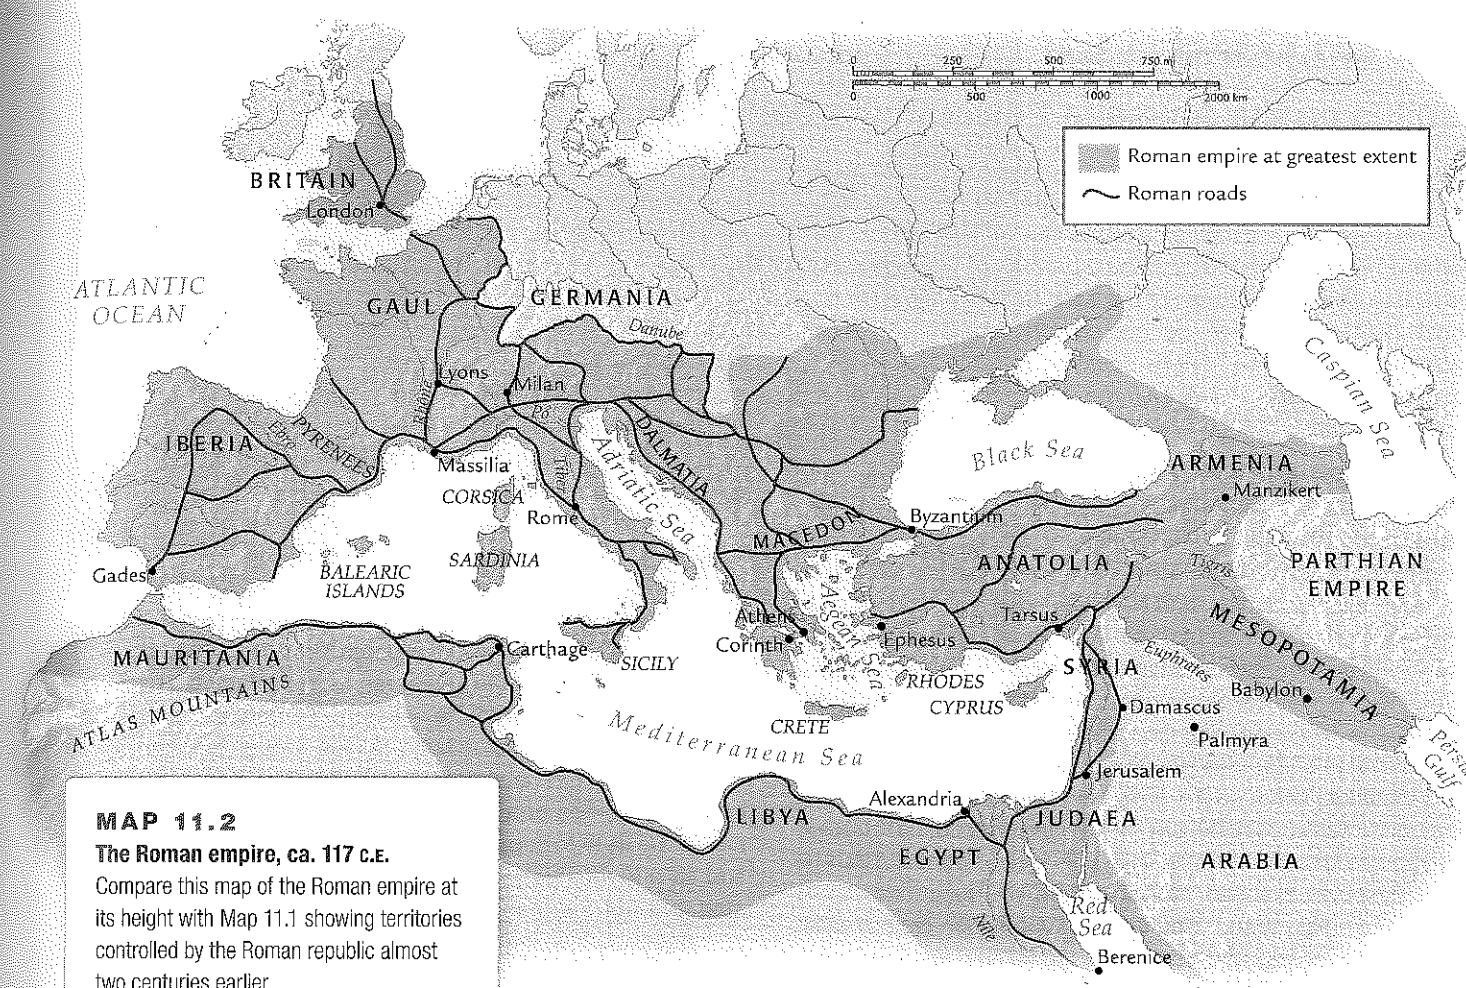 0 250 500 750 mi
0 500 1000 2000 km
Roman empire at greatest extent
Roman roads
BRITAIN
London
ATLANTIC
OCEAN
GAUL
GERMANIA
Danube
Caspian Sea
Lyons
Milan
Rhône
Po
IBERIA
Ebro
PYRENEES
DALMATIA
Black Sea
ARMENIA
Massilia
Adriatic Sea
Manzikert
CORSICA
Tiber
Rome
Byzantium
MACEDON
SARDINIA
ANATOLIA
Tigris
PARTHIAN
EMPIRE
Gades
BALEARIC
ISLANDS
Aegean Sea
Athens
Tarsus
MESOPOTAMIA
Corinth
Ephesus
Carthage
MAURITANIA
SICILY
SYRIA
Euphrates
RHODES
Babylon
ATLAS MOUNTAINS
CYPRUS
Damascus
CRETE
Mediterranean Sea
Palmyra
Persian
Gulf
Jerusalem
Alexandria
LIBYA
JUDAEA
EGYPT
ARABIA
Red
Sea
Nile
Berenice
MAP 11.2
The Roman empire, ca. 117 C.E.
Compare this map of the Roman empire at
its height with Map 11.1 showing territories
controlled by the Roman republic almost
two centuries earlier